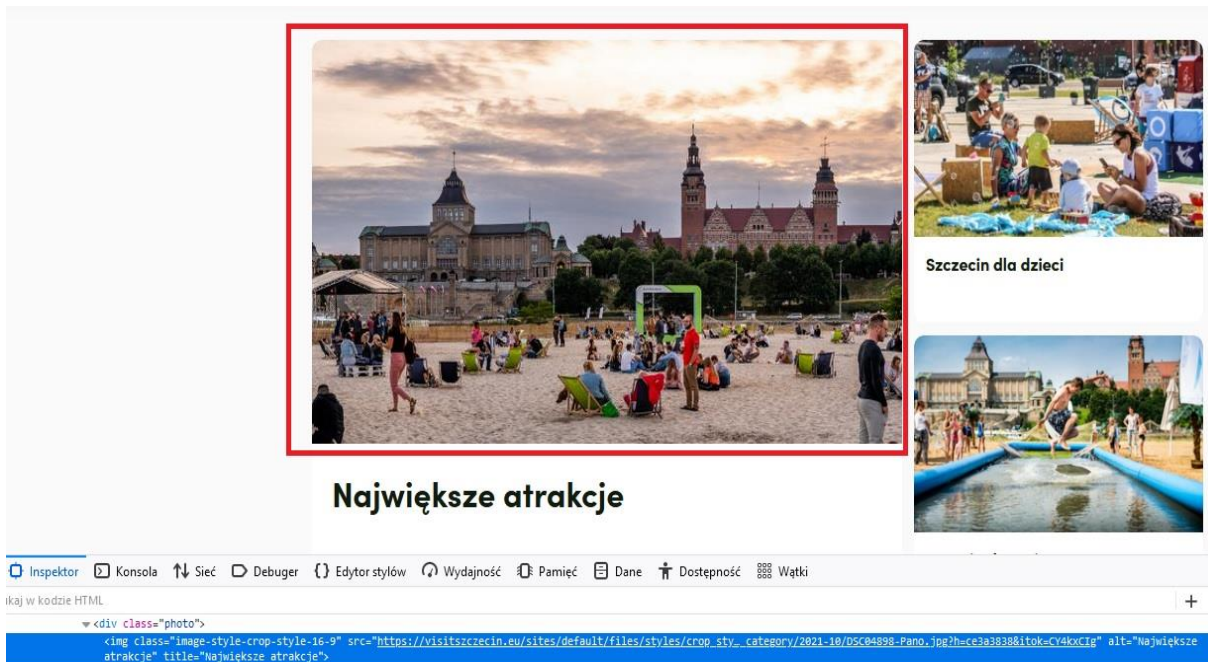 Szczecin dla dzieci
Największe atrakcje
Inspektor Konsola Sieć Debuger Edytor stylów Wydajność Pamięć Dane Dostępność Wątki
w kodzie HTML
<div class="photo">
<img class="image-style-crop-style-16-9" src="https://visitszczecin.eu/sites/default/files/styles/crop_sty…category/2021-10/DSC04898-Pano.jpg?h=ce3a3838&itok=CY4kxCIg" alt="Największe
atrakcje" title="Największe atrakcje">